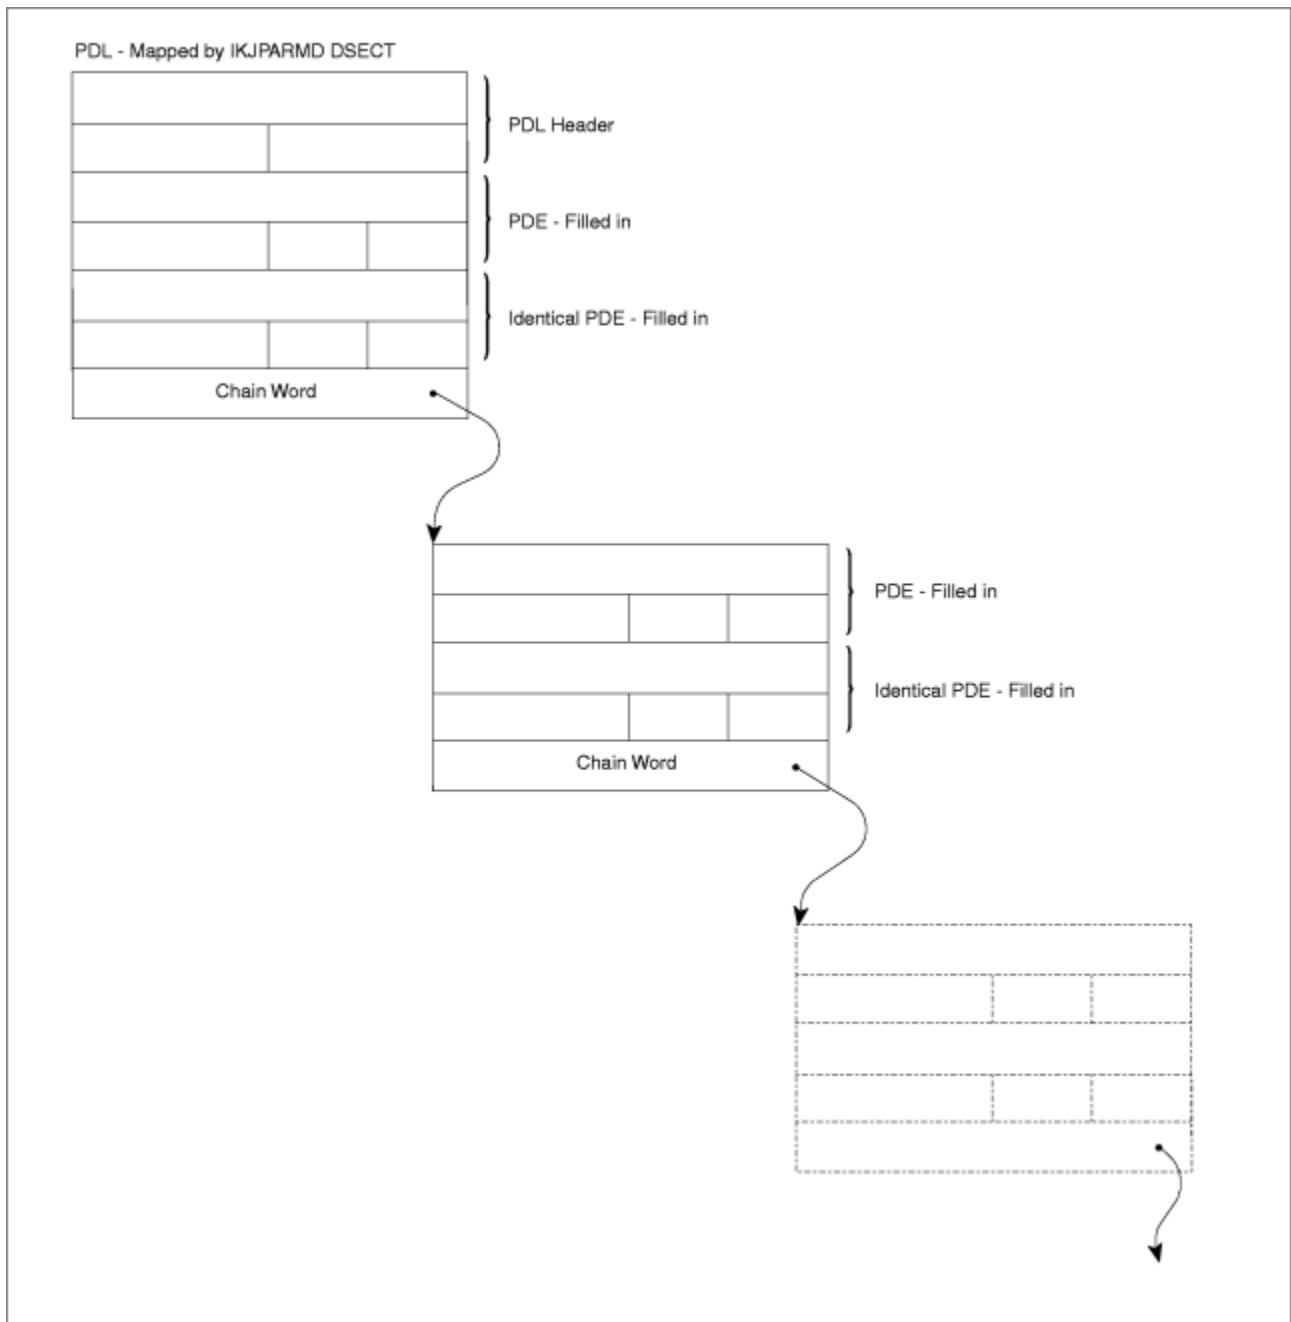 PDL - Mapped by IKJPARMD DSECT
PDL Header
PDE - Filled in
Identical PDE - Filled in
Chain Word
PDE - Filled in
Identical PDE - Filled in
Chain Word